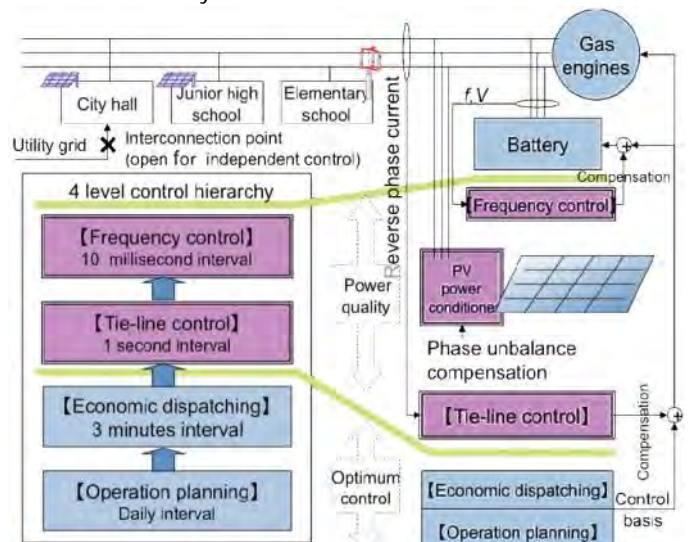 Gas
engines
City hall
Junior high
school
Elementary
school
Reverse phase current
f, V
Utility grid
Interconnection point
(open for independent control)
Battery
Compensation
4 level control hierarchy
【Frequency control】
【Frequency control】
10 millisecond interval
Power
quality
PV
power
conditioner
【Tie-line control】
1 second interval
Phase unbalance
compensation
【Economic dispatching】
3 minutes interval
【Tie-line control】
Compensation
【Operation planning】
Daily interval
Optimum
control
【Economic dispatching】
【Operation planning】
Control
basis